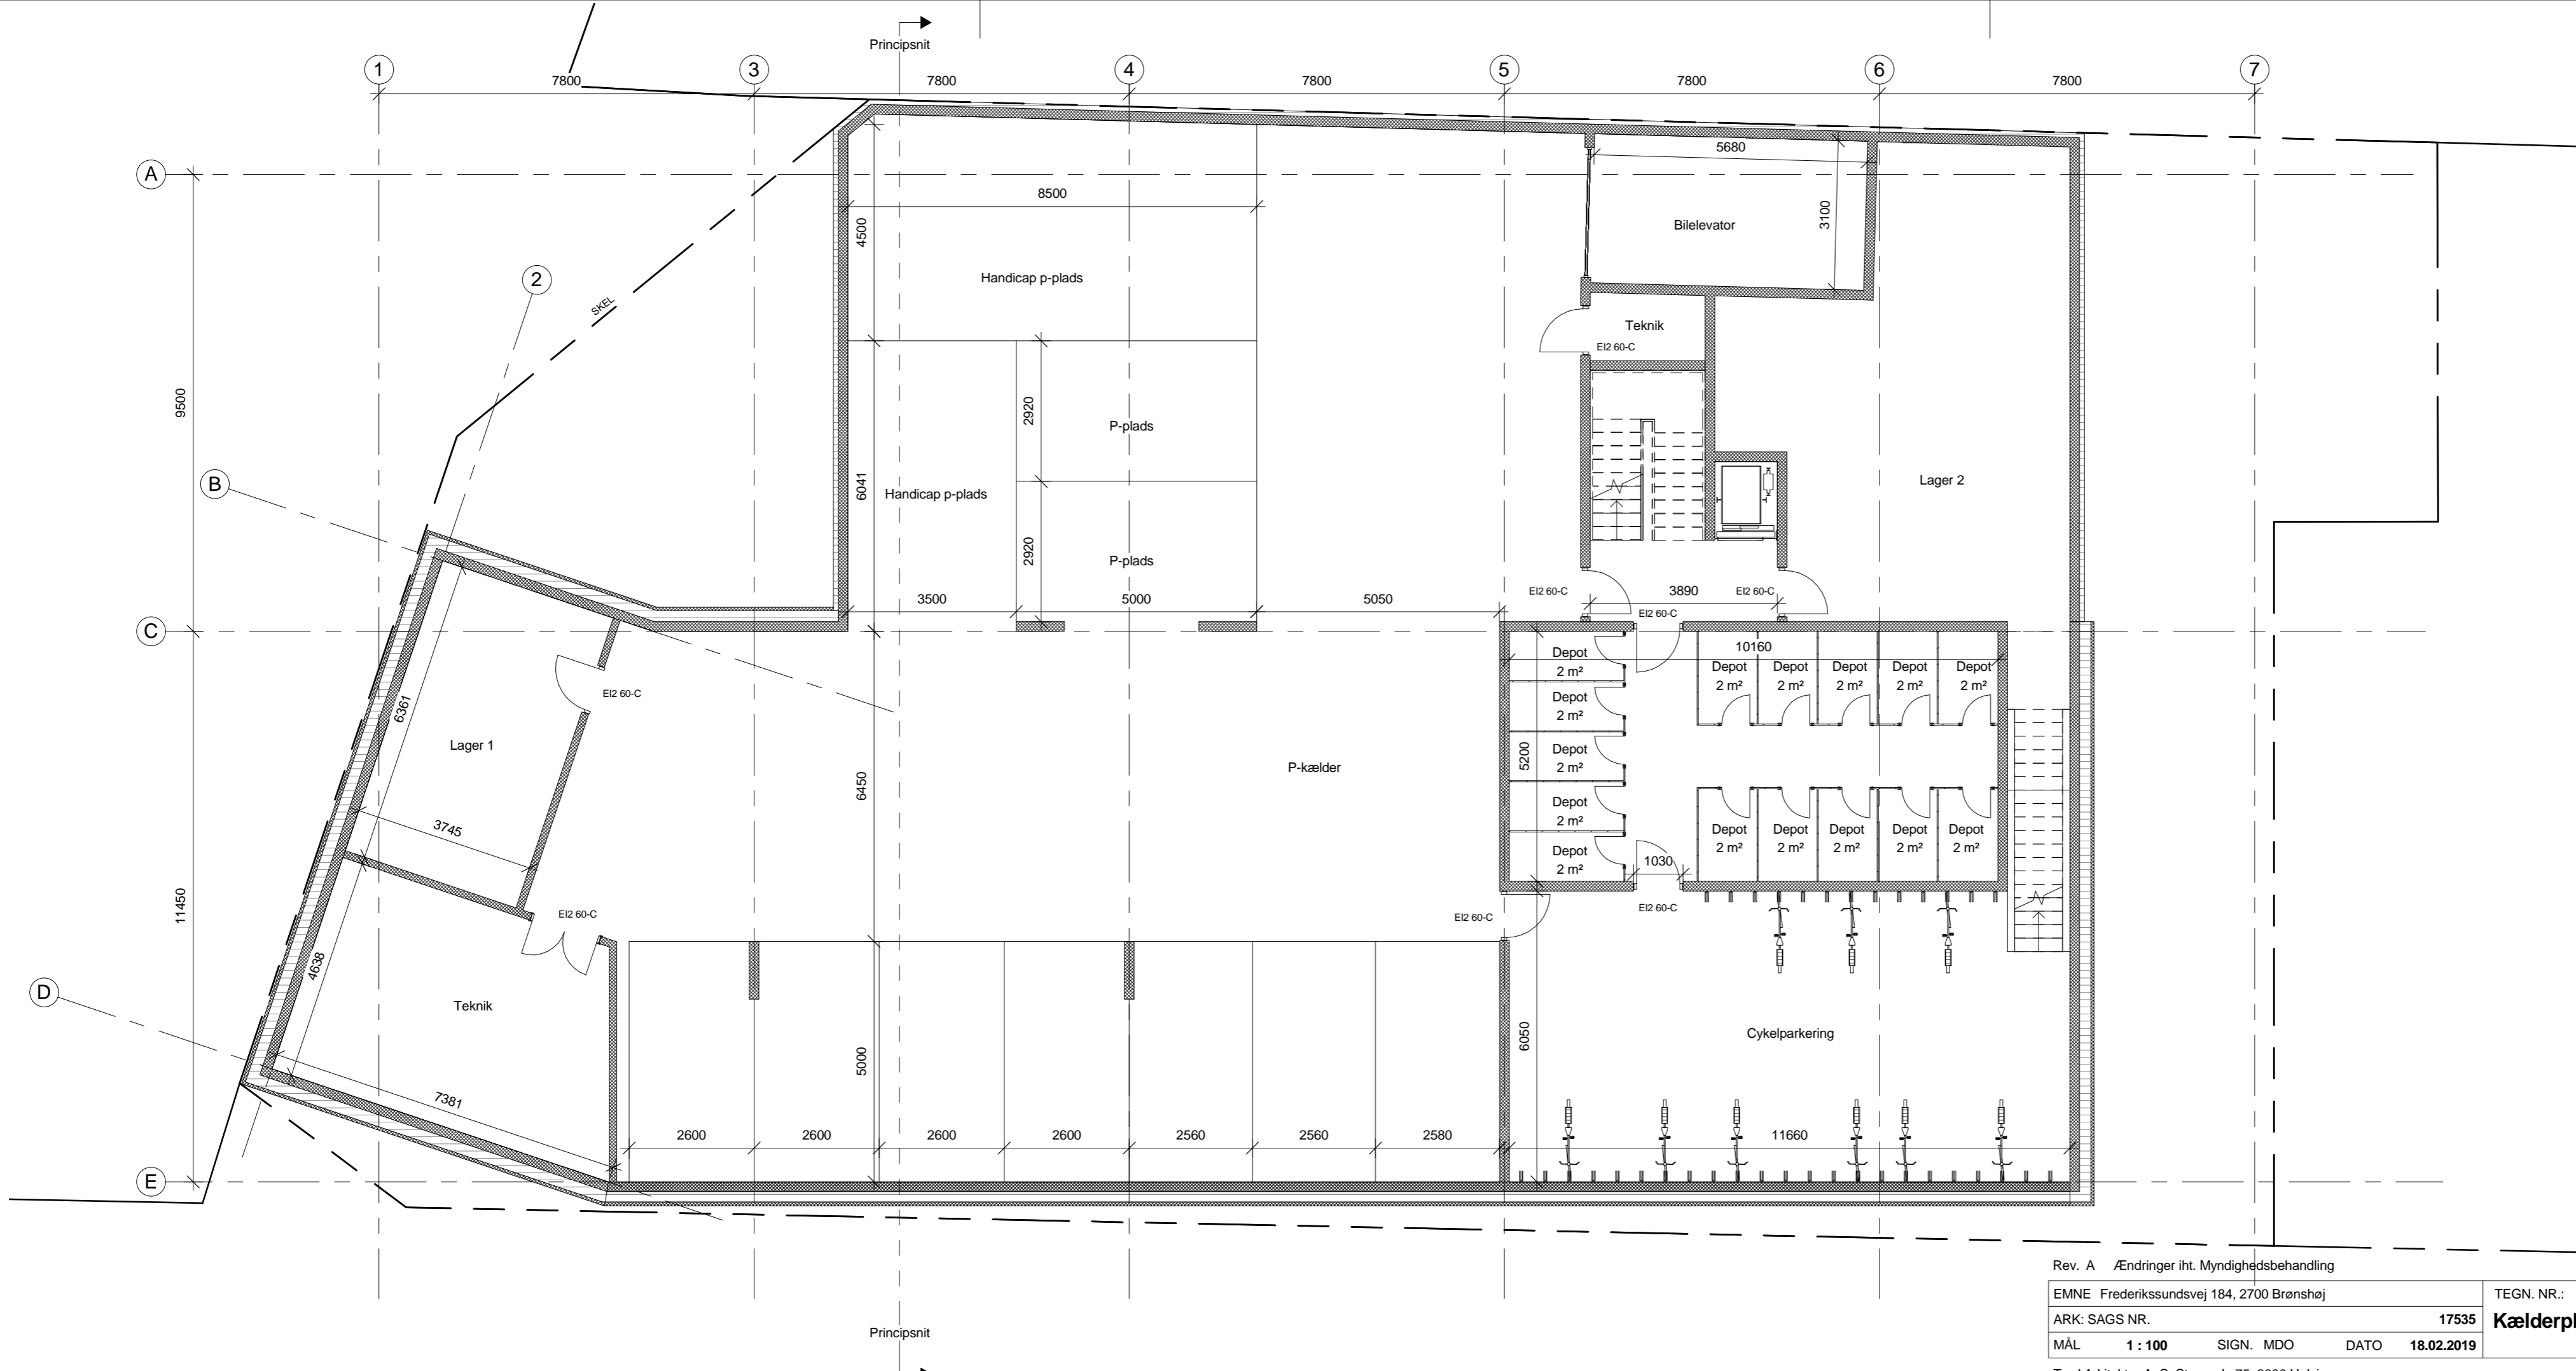 Principsnit
1
3
4
5
6
7
7800
7800
7800
7800
7800
A
5680
8500
3100
4500
Bilelevator
Handicap p-plads
2
SKEL
Teknik
EI2 60-C
9500
2920
P-plads
B
Lager 2
6041
Handicap p-plads
2920
P-plads
EI2 60-C
3890
EI2 60-C
3500
5000
5050
EI2 60-C
C
10160
Depot
2 m²
Depot
2 m²
Depot
2 m²
Depot
2 m²
Depot
2 m²
Depot
2 m²
EI2 60-C
Depot
2 m²
6361
Lager 1
5200
Depot
2 m²
P-kælder
6450
Depot
2 m²
3745
Depot
2 m²
Depot
2 m²
Depot
2 m²
Depot
2 m²
Depot
2 m²
Depot
2 m²
1030
11450
EI2 60-C
EI2 60-C
EI2 60-C
4638
D
Teknik
Cykelparkering
6050
5000
7381
2600
2600
2600
2600
2560
2560
2580
11660
E
Principsnit
Rev. A Ændringer iht. Myndighedsbehandling
EMNE Frederikssundsvej 184, 2700 Brønshøj
TEGN. NR.:
ARK: SAGS NR. 17535
MÅL 1 : 100 SIGN. MDO DATO 18.02.2019